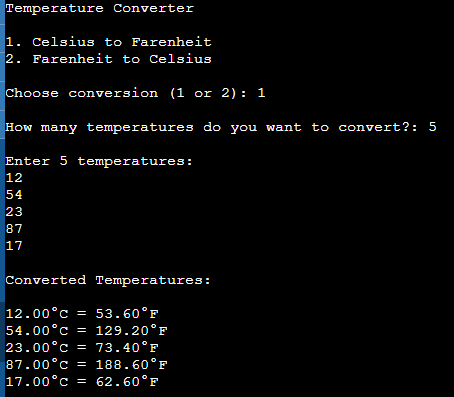 Temperature Converter
1. Celsius to Farenheit
2. Farenheit to Celsius
Choose conversion (1 or 2): 1
How many temperatures do you want to convert?: 5
Enter 5 temperatures:
12
54
23
87
17
Converted Temperatures:
12.00°C = 53.60°F
54.00°C = 129.20°F
23.00°C = 73.40°F
87.00°C = 188.60°F
17.00°C = 62.60°F